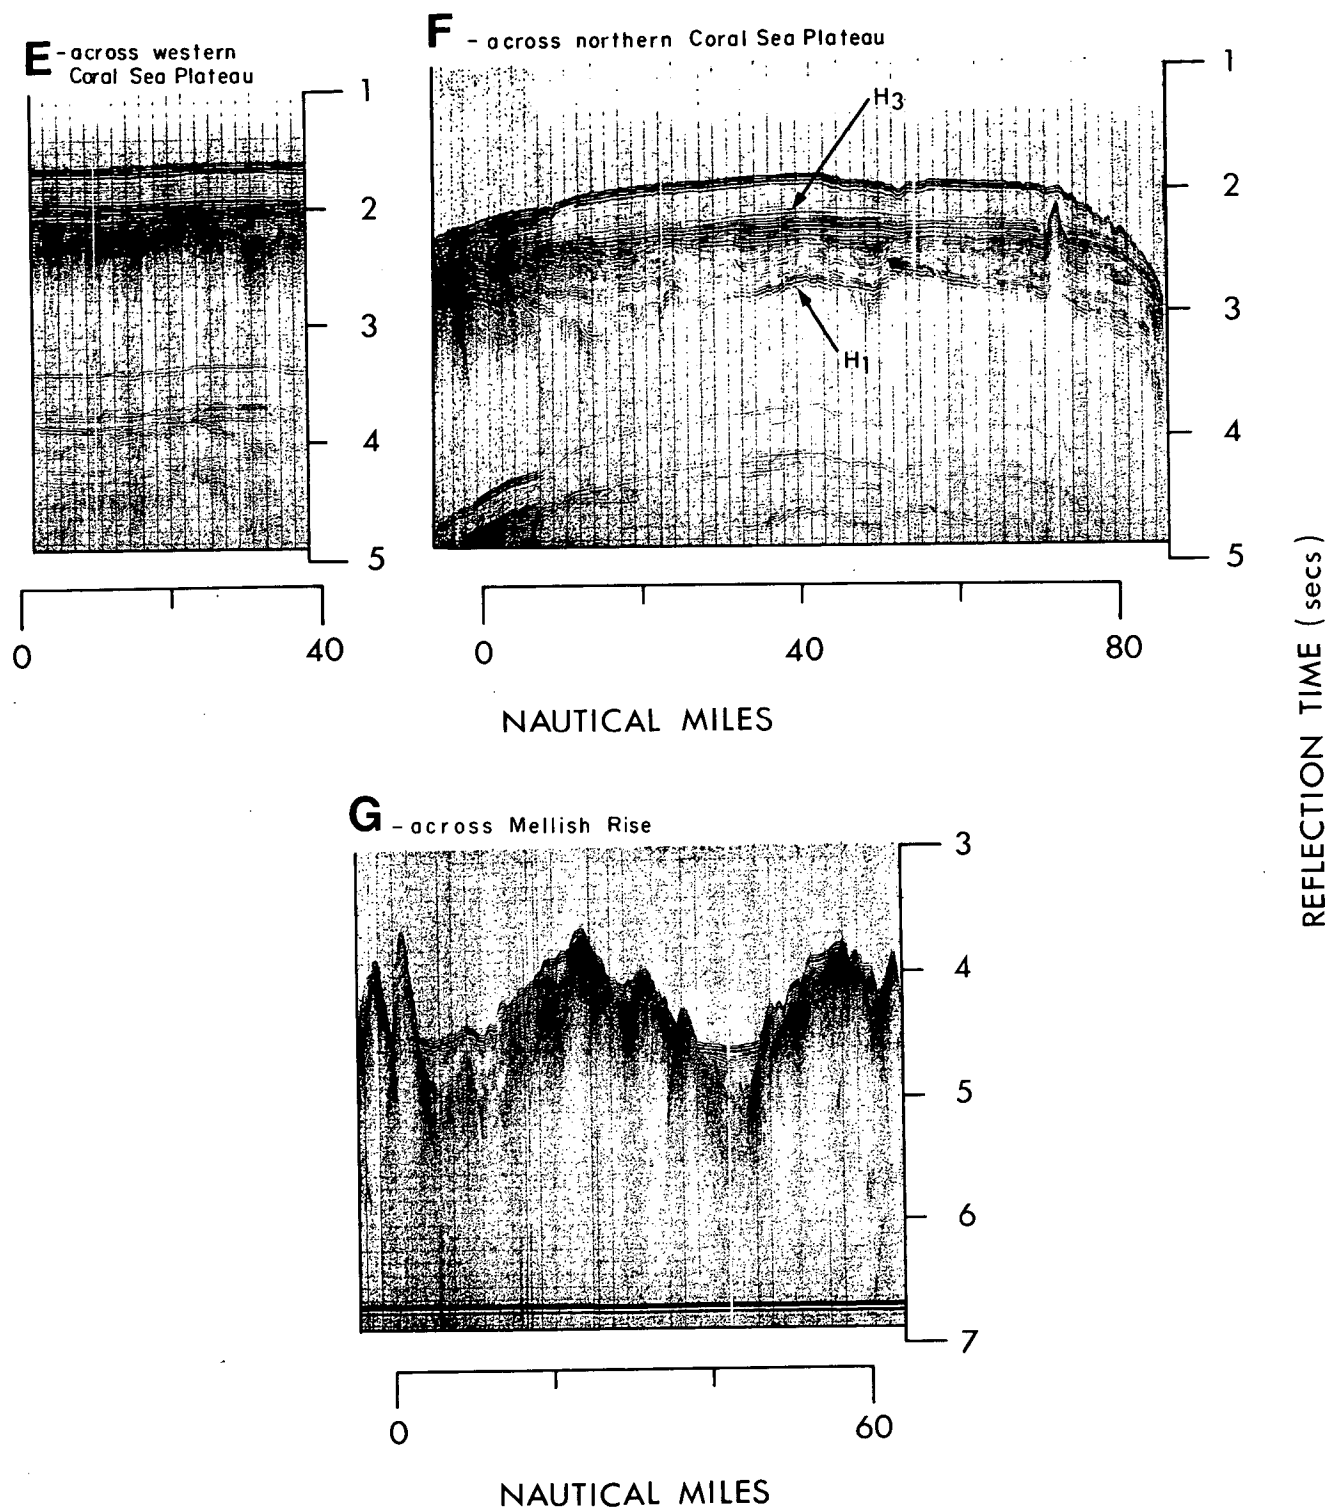 E - across western
Coral Sea Plateau
1
2
3
4
5
0 40
F - across northern Coral Sea Plateau
H3
H1
1
2
3
4
5
0 40 80
NAUTICAL MILES
REFLECTION TIME (secs)
G - across Mellish Rise
3
4
5
6
7
0 60
NAUTICAL MILES